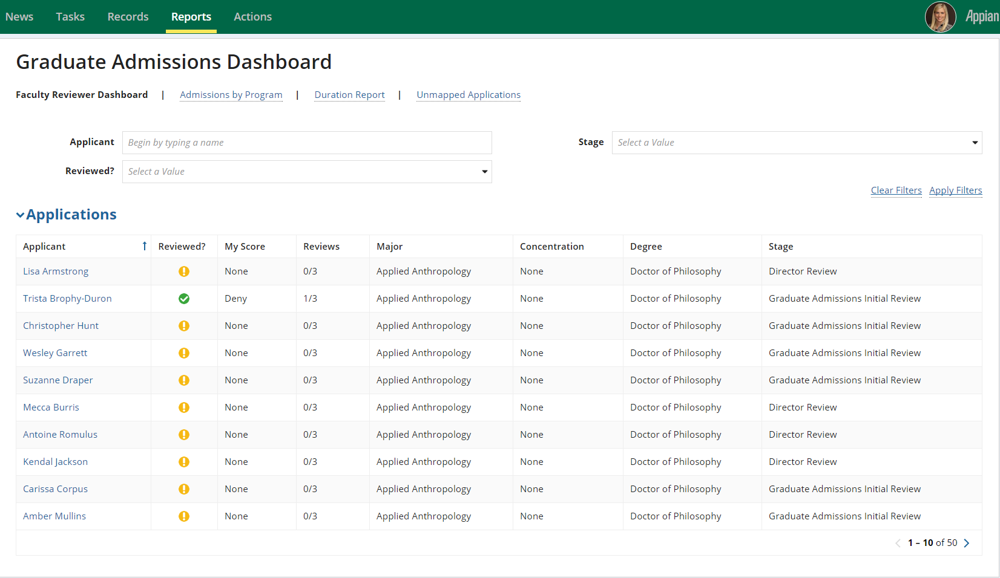 News Tasks Records Reports Actions Appian
Graduate Admissions Dashboard
Faculty Reviewer Dashboard | Admissions by Program | Duration Report | Unmapped Applications
Applicant Begin by typing a name Stage Select a Value
Reviewed? Select a Value
Clear Filters Apply Filters
Applications
Applicant Reviewed? My Score Reviews Major Concentration Degree Stage
Lisa Armstrong None 0/3 Applied Anthropology None Doctor of Philosophy Director Review
Trista Brophy-Duron Deny 1/3 Applied Anthropology None Doctor of Philosophy Graduate Admissions Initial Review
Christopher Hunt None 0/3 Applied Anthropology None Doctor of Philosophy Graduate Admissions Initial Review
Wesley Garrett None 0/3 Applied Anthropology None Doctor of Philosophy Graduate Admissions Initial Review
Suzanne Draper None 0/3 Applied Anthropology None Doctor of Philosophy Graduate Admissions Initial Review
Mecca Burris None 0/3 Applied Anthropology None Doctor of Philosophy Director Review
Antoine Romulus None 0/3 Applied Anthropology None Doctor of Philosophy Director Review
Kendal Jackson None 0/3 Applied Anthropology None Doctor of Philosophy Director Review
Carissa Corpus None 0/3 Applied Anthropology None Doctor of Philosophy Graduate Admissions Initial Review
Amber Mullins None 0/3 Applied Anthropology None Doctor of Philosophy Graduate Admissions Initial Review
1 – 10 of 50